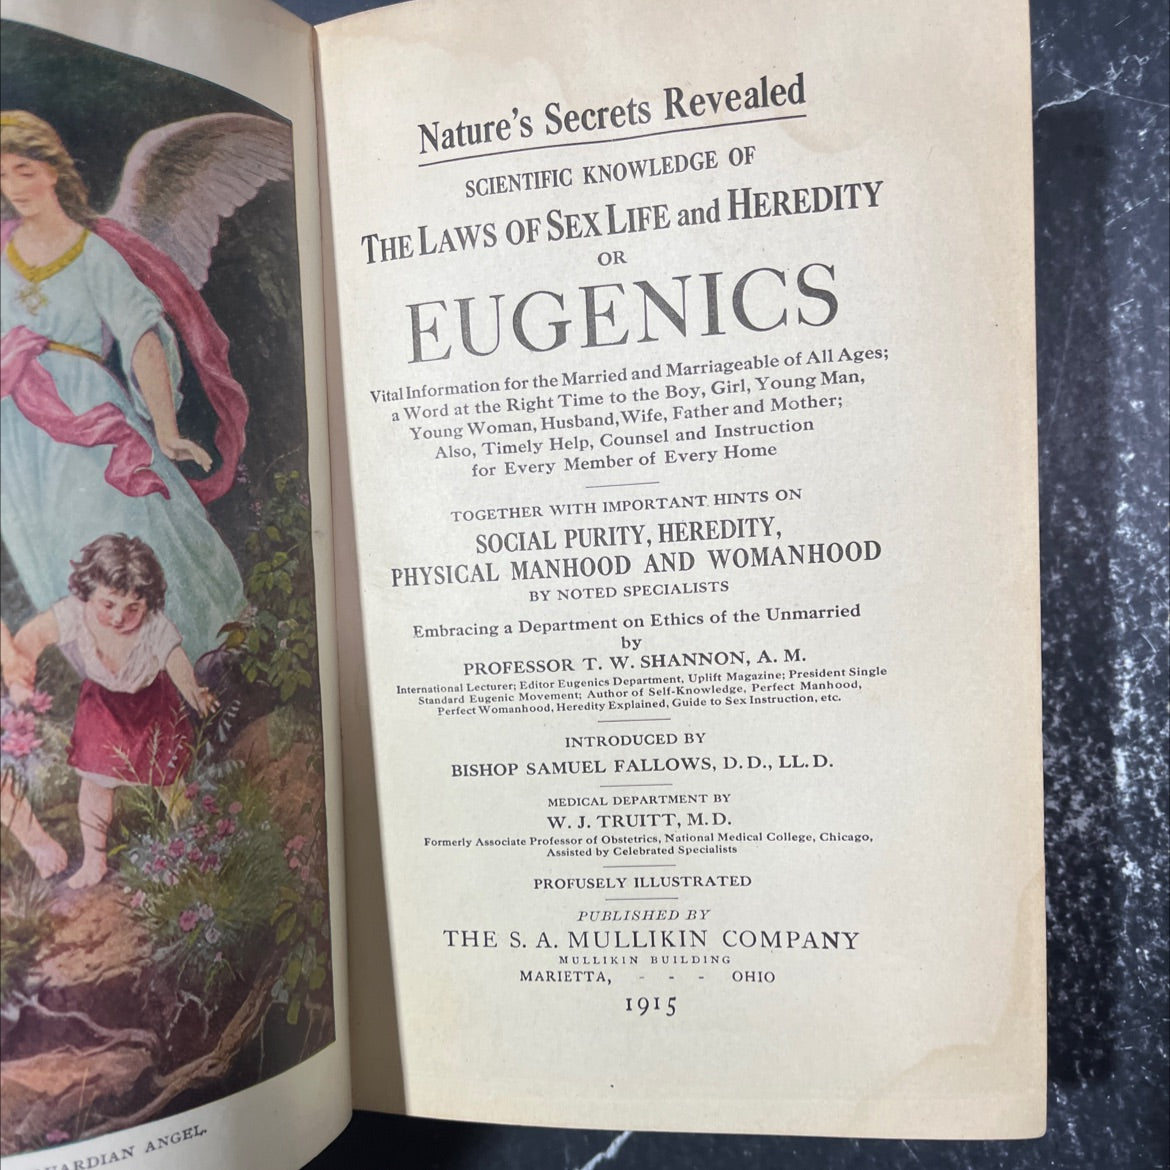 Nature's Secrets Revealed
SCIENTIFIC KNOWLEDGE OF
THE LAWS OF SEX LIFE and HEREDITY
OR
EUGENICS
Vital Information for the Married and Marriageable of All Ages;
a Word at the Right Time to the Boy, Girl, Young Man,
Young Woman, Husband, Wife, Father and Mother;
Also, Timely Help, Counsel and Instruction
for Every Member of Every Home
TOGETHER WITH IMPORTANT HINTS ON
SOCIAL PURITY, HEREDITY,
PHYSICAL MANHOOD AND WOMANHOOD
BY NOTED SPECIALISTS
Embracing a Department on Ethics of the Unmarried
by
PROFESSOR T. W. SHANNON, A. M.
International Lecturer; Editor Eugenics Department, Uplift Magazine; President Single
Standard Eugenic Movement; Author of Self-Knowledge, Perfect Manhood,
Perfect Womanhood, Heredity Explained, Guide to Sex Instruction, etc.
INTRODUCED BY
BISHOP SAMUEL FALLOWS, D. D., LL. D.
MEDICAL DEPARTMENT BY
W. J. TRUITT, M. D.
Formerly Associate Professor of Obstetrics, National Medical College, Chicago,
Assisted by Celebrated Specialists
PROFUSELY ILLUSTRATED
PUBLISHED BY
THE S. A. MULLIKIN COMPANY
MULLIKIN BUILDING
MARIETTA, - - - OHIO
1915
ANGEL.